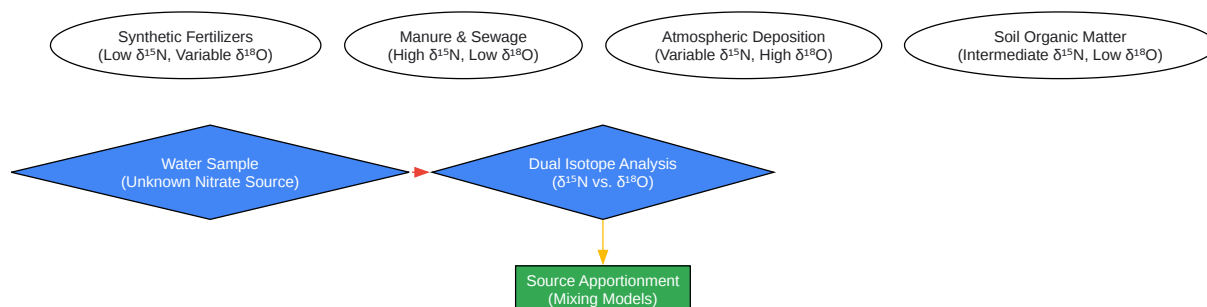 Synthetic Fertilizers
(Low δ¹⁵N, Variable δ¹⁸O)
Manure & Sewage
(High δ¹⁵N, Low δ¹⁸O)
Atmospheric Deposition
(Variable δ¹⁵N, High δ¹⁸O)
Soil Organic Matter
(Intermediate δ¹⁵N, Low δ¹⁸O)
Water Sample
(Unknown Nitrate Source)
Dual Isotope Analysis
(δ¹⁵N vs. δ¹⁸O)
Source Apportionment
(Mixing Models)